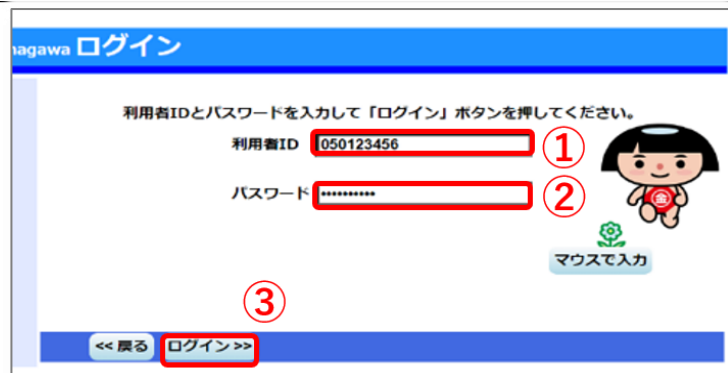 nagawa ログイン
利用者IDとパスワードを入力して「ログイン」ボタンを押してください。
利用者ID 050123456 ①
パスワード •••••••••• ②
金
マウスで入力
③
<< 戻る ログイン >>